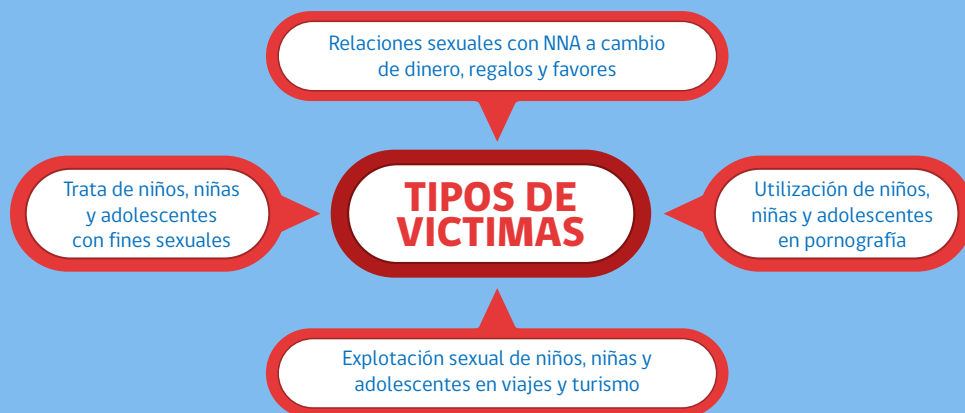 Relaciones sexuales con NNA a cambio
de dinero, regalos y favores
Trata de niños, niñas
y adolescentes
con fines sexuales
TIPOS DE
VICTIMAS
Utilización de niños,
niñas y adolescentes
en pornografía
Explotación sexual de niños, niñas y
adolescentes en viajes y turismo